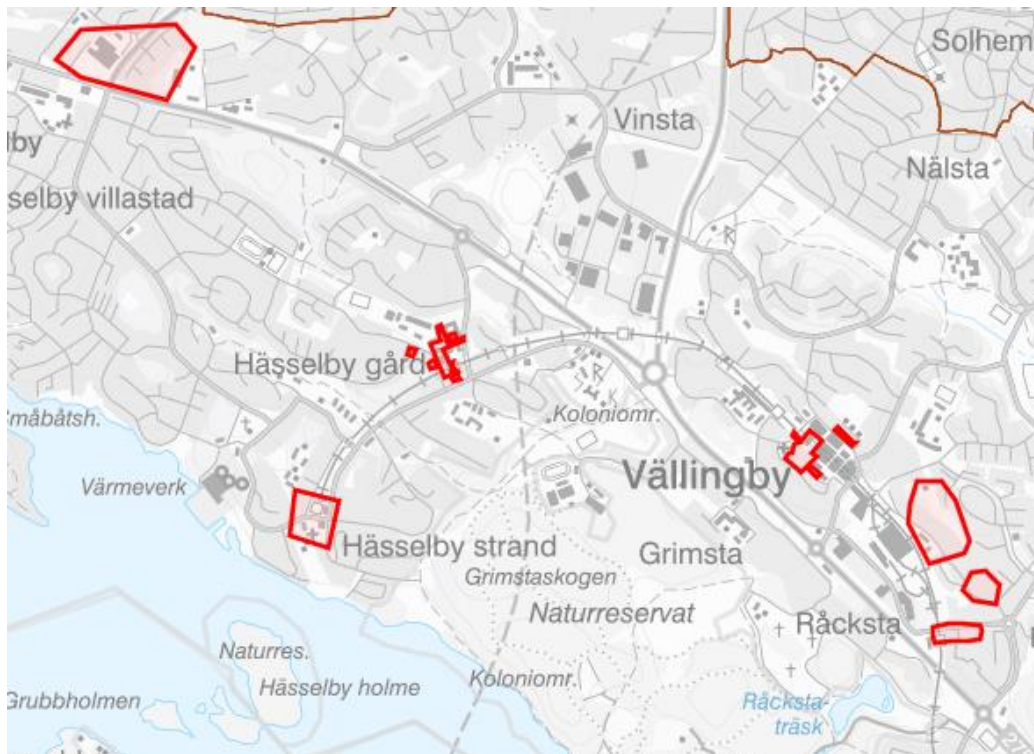 Solhem
Vinsta
Nälsta
lby
selby villastad
Hässelby gård
Koloniomr.
Småbåtsh.
Värmeverk
Vällingby
Hässelby strand
Grimsta
Grimstaskogen
Naturreservat
Råcksta
Naturres.
Hässelby holme
Koloniomr.
Grubbholmen
Råcksta-
träsk